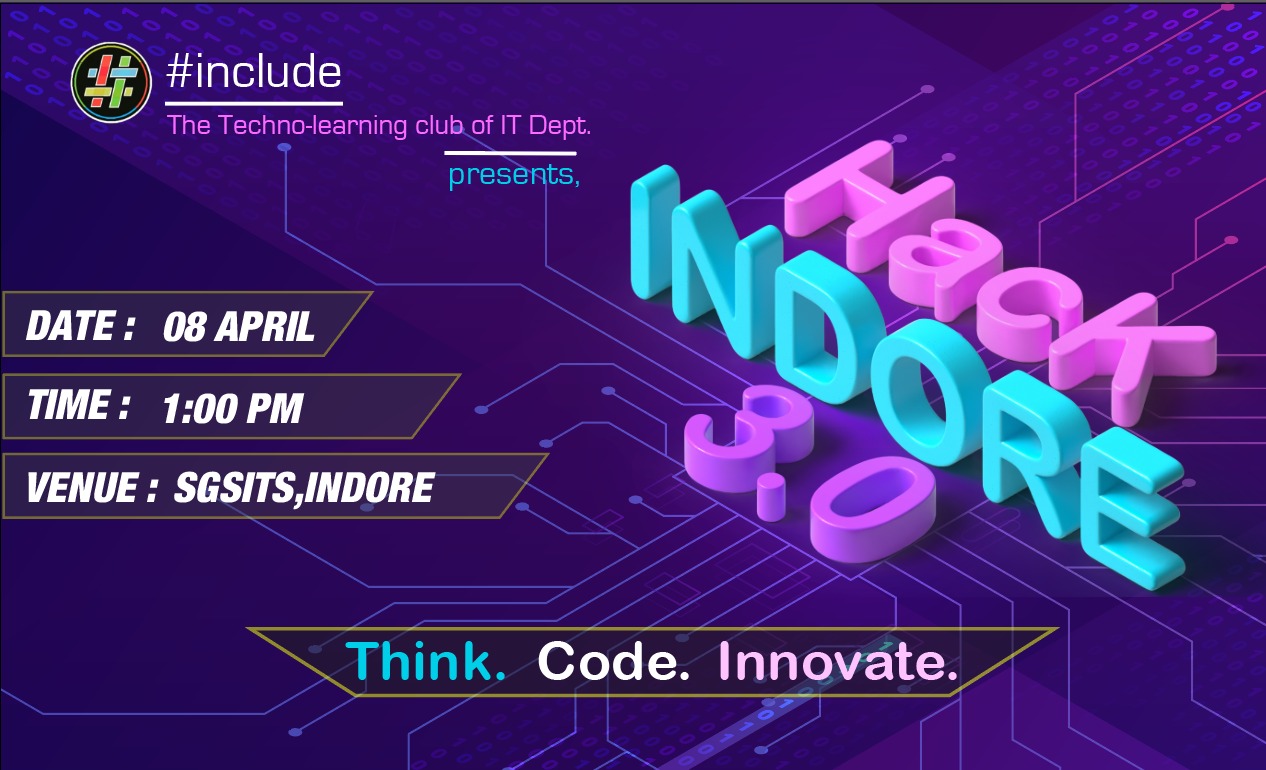 #include
The Techno-learning club of IT Dept.
presents,
Hack
INDORE
3.0
DATE : 08 APRIL
TIME : 1:00 PM
VENUE : SGSITS,INDORE
Think. Code. Innovate.